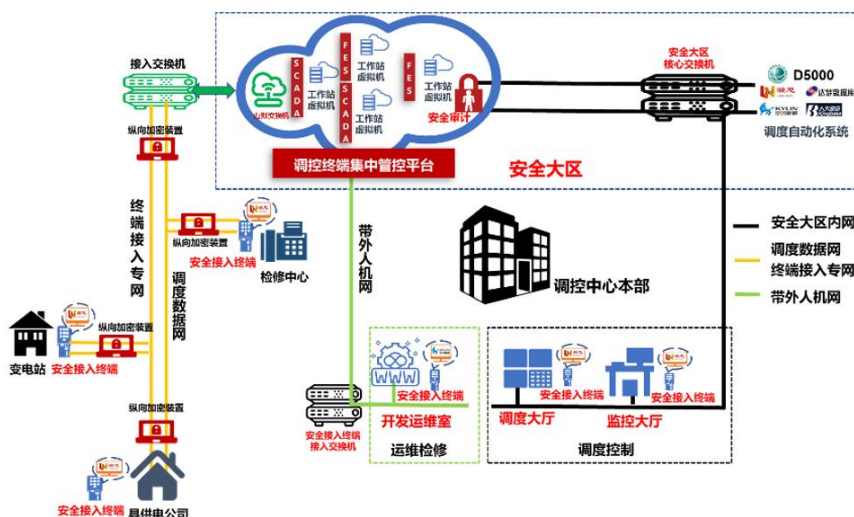 接入交换机
纵向加密装置
终端接入专网
调度数据网
纵向加密装置
安全接入终端
检修中心
变电站
安全接入终端
纵向加密装置
纵向加密装置
安全接入终端
县供电公司
SCADA
工作站
虚拟机
FES
SCADA
工作站
虚拟机
工作站
虚拟机
FES
工作站
虚拟机
安全审计
调控终端集中管控平台
安全大区
安全大区
核心交换机
D5000
达梦数据库
KYLIN
调度自动化系统
带外人机网
调控中心本部
安全大区内网
调度数据网
终端接入专网
带外人机网
安全接入终端
接入交换机
WWW
安全接入终端
开发运维室
运维检修
安全接入终端
调度大厅
安全接入终端
监控大厅
调度控制